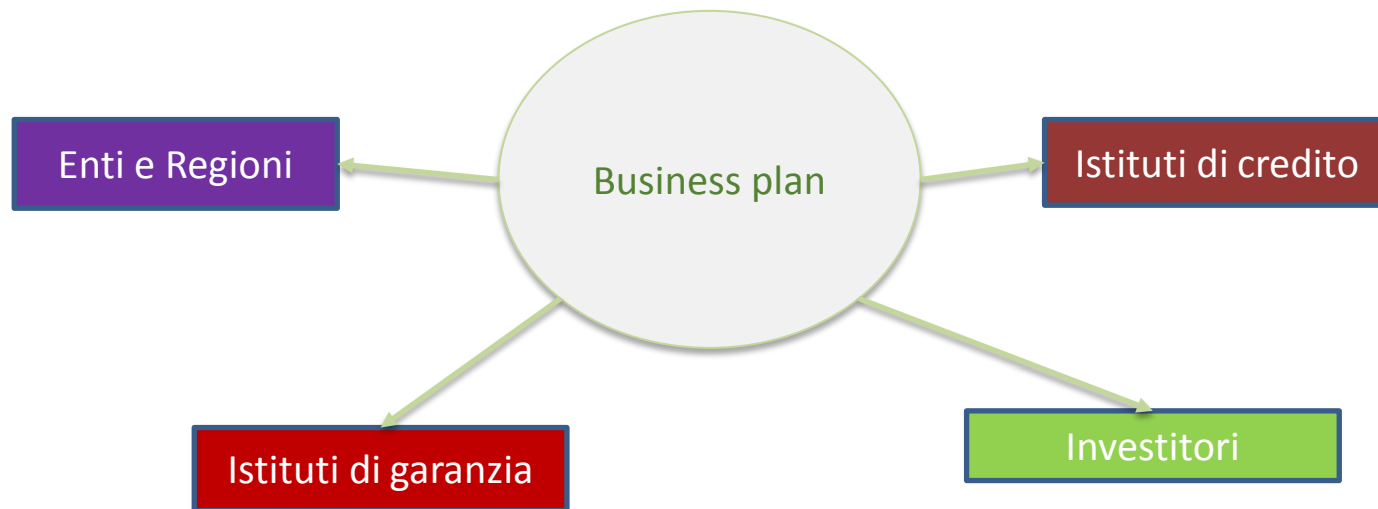 Enti e Regioni
Business plan
Istituti di credito
Istituti di garanzia
Investitori